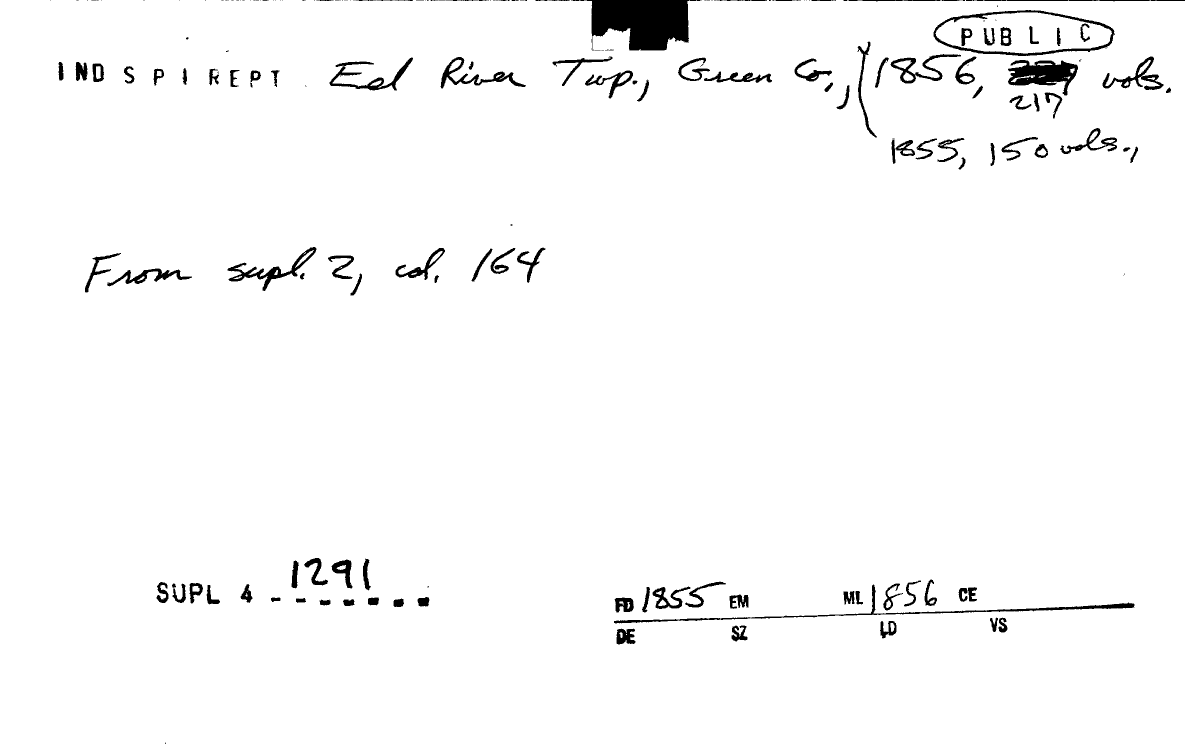 PUBLIC
IND S P I REPT Eel River Twp., Green Co., 1856, vols.
217
1855, 150 vols.,
From supl. 2, col. 164
SUPL 4 ------ 1291
FD 1855 EM ML 1856 CE
DE SZ LD VS